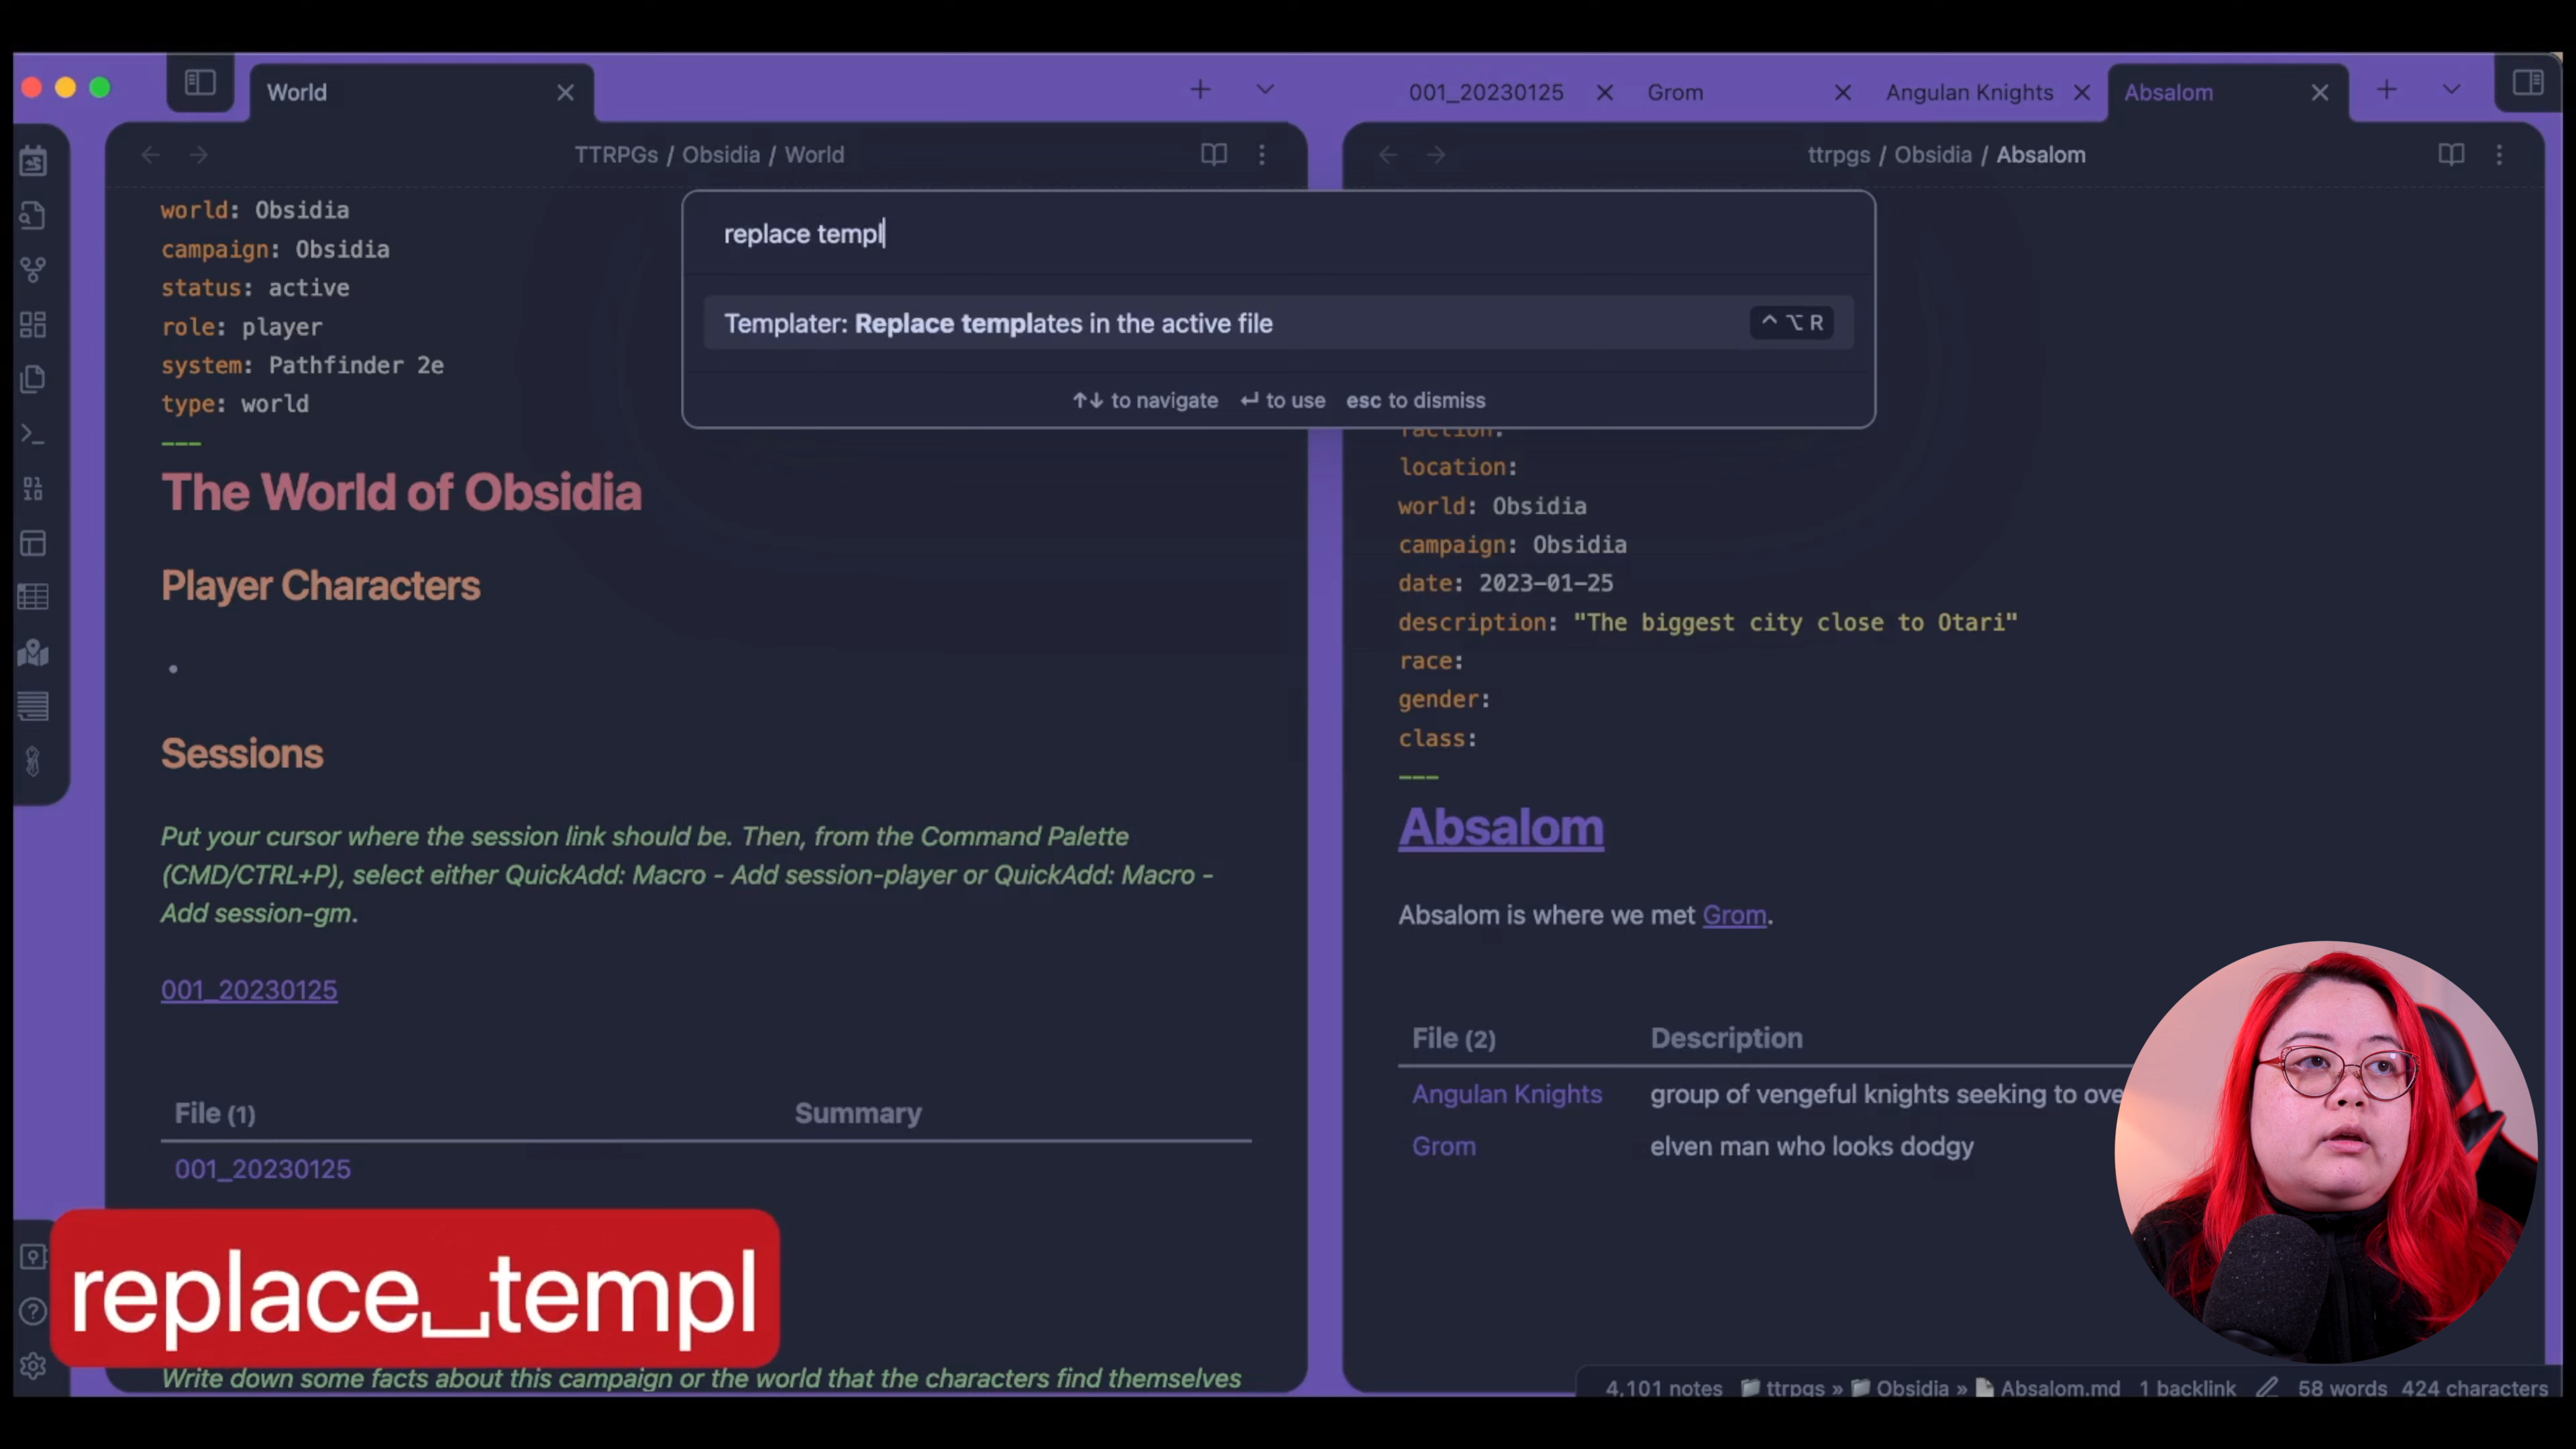 World
001_20230125
Grom
Angulan Knights
Absalom
TTRPGs / Obsidia / World
ttrpgs / Obsidia / Absalom
replace templ
Templater: Replace templates in the active file
^ ⌥ R
↑↓ to navigate ↵ to use esc to dismiss
world: Obsidia
campaign: Obsidia
status: active
role: player
system: Pathfinder 2e
type: world
---
The World of Obsidia
Player Characters
•
Sessions
Put your cursor where the session link should be. Then, from the Command Palette
(CMD/CTRL+P), select either QuickAdd: Macro - Add session-player or QuickAdd: Macro -
Add session-gm.
001_20230125
File (1) Summary
001_20230125
Write down some facts about this campaign or the world that the characters find themselves
faction:
location:
world: Obsidia
campaign: Obsidia
date: 2023-01-25
description: "The biggest city close to Otari"
race:
gender:
class:
---
Absalom
Absalom is where we met Grom.
File (2) Description
Angulan Knights group of vengeful knights seeking to ove
Grom elven man who looks dodgy
4,101 notes ttrpgs » Obsidia » Absalom.md 1 backlink 58 words 424 characters
replace␣templ